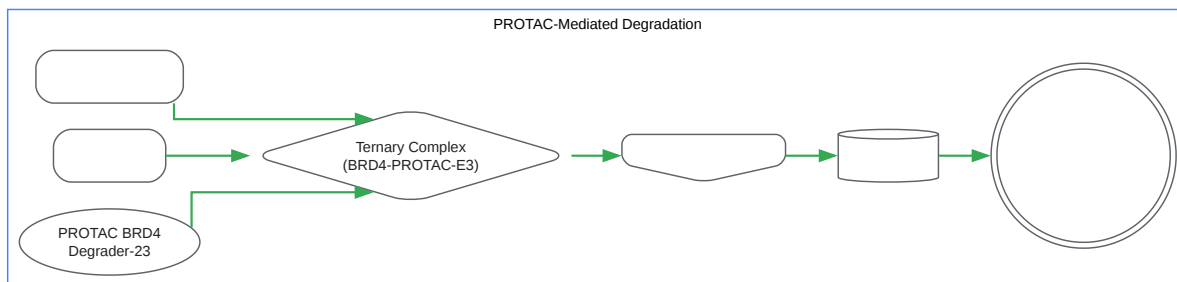 PROTAC-Mediated Degradation
Ternary Complex
(BRD4-PROTAC-E3)
PROTAC BRD4
Degrader-23